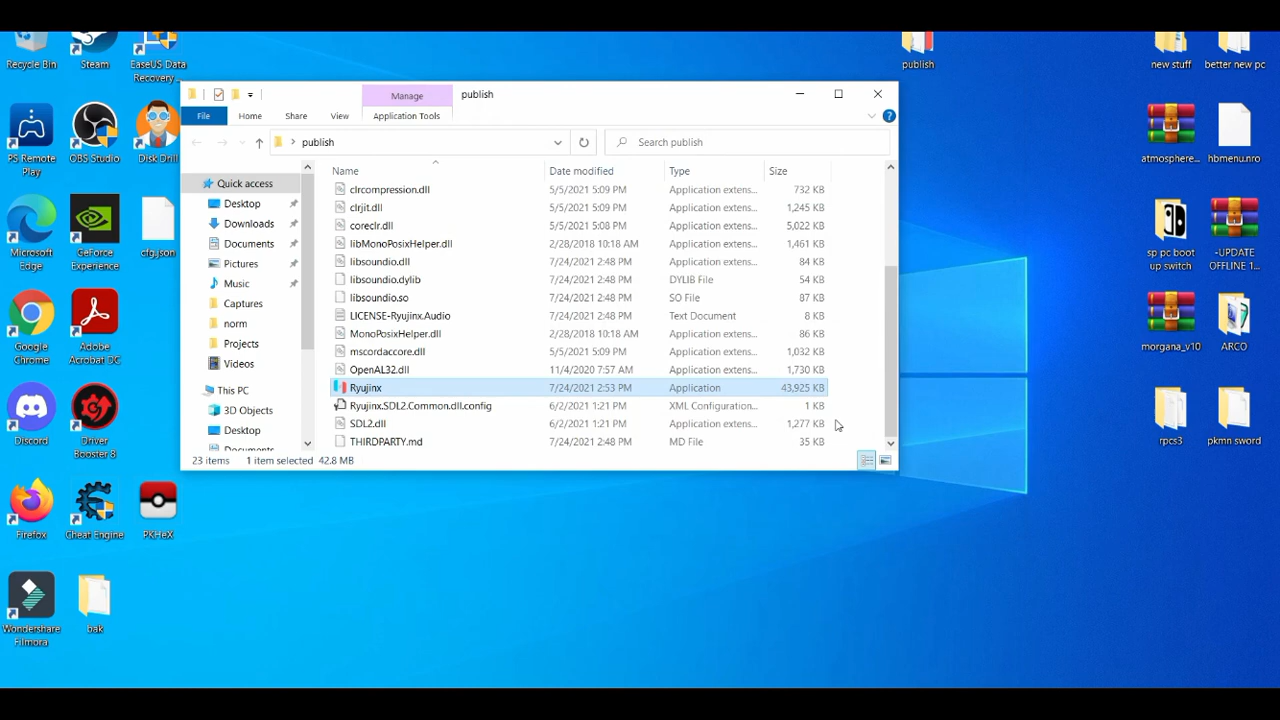 Recycle Bin
Steam
EaseUS Data
Recovery...
publish
new stuff
better new pc
Manage
publish
File
Home
Share
View
Application Tools
publish
Search publish
PS Remote
Play
OBS Studio
Disk Drill
atmosphere...
hbmenu.nro
Name
Date modified
Type
Size
Quick access
Desktop
Downloads
Documents
Pictures
Music
Captures
norm
Projects
Videos
This PC
3D Objects
Desktop
Documents
clrcompression.dll 5/5/2021 5:09 PM Application extens... 732 KB
clrjit.dll 5/5/2021 5:09 PM Application extens... 1,245 KB
coreclr.dll 5/5/2021 5:08 PM Application extens... 5,022 KB
libMonoPosixHelper.dll 2/28/2018 10:18 AM Application extens... 1,461 KB
libsoundio.dll 7/24/2021 2:48 PM Application extens... 84 KB
libsoundio.dylib 7/24/2021 2:48 PM DYLIB File 54 KB
libsoundio.so 7/24/2021 2:48 PM SO File 87 KB
LICENSE-Ryujinx.Audio 7/24/2021 2:48 PM Text Document 8 KB
MonoPosixHelper.dll 2/28/2018 10:18 AM Application extens... 86 KB
mscordaccore.dll 5/5/2021 5:09 PM Application extens... 1,032 KB
OpenAL32.dll 11/4/2020 7:57 AM Application extens... 1,730 KB
Ryujinx 7/24/2021 2:53 PM Application 43,925 KB
Ryujinx.SDL2.Common.dll.config 6/2/2021 1:21 PM XML Configuration... 1 KB
SDL2.dll 6/2/2021 1:21 PM Application extens... 1,277 KB
THIRDPARTY.md 7/24/2021 2:48 PM MD File 35 KB
23 items 1 item selected 42.8 MB
Microsoft
Edge
GeForce
Experience
cfg.json
sp pc boot
up switch
-UPDATE
OFFLINE 1...
Google
Chrome
Adobe
Acrobat DC
morgana_v10
ARCO
Discord
Driver
Booster 8
rpcs3
pkmn sword
Firefox
Cheat Engine
PKHeX
Wondershare
Filmora
bak